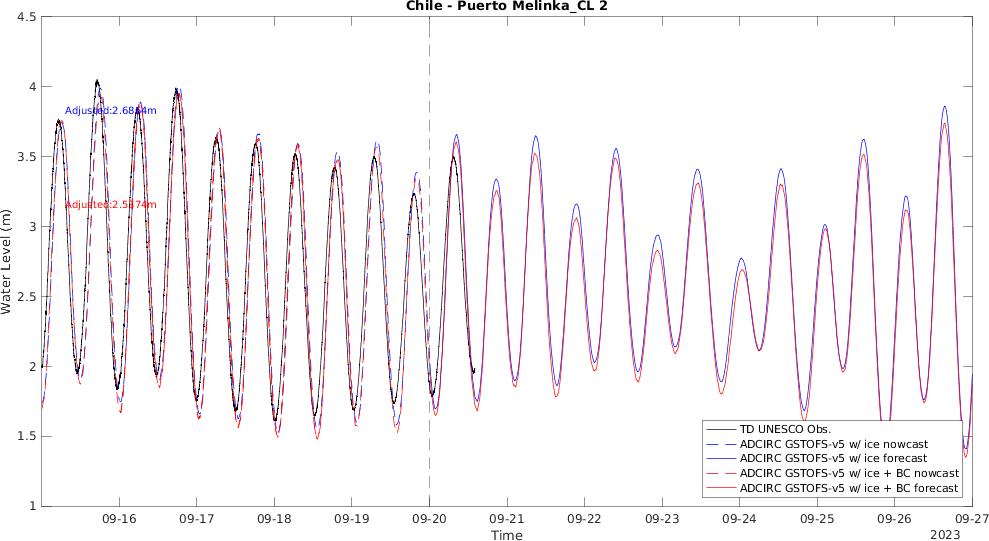 Chile - Puerto Melinka_CL 2
4.5
4
3.5
3
2.5
2
1.5
1
Water Level (m)
Adjusted:2.6814m
Adjusted:2.5374m
TD UNESCO Obs.
ADCIRC GSTOFS-v5 w/ ice nowcast
ADCIRC GSTOFS-v5 w/ ice forecast
ADCIRC GSTOFS-v5 w/ ice + BC nowcast
ADCIRC GSTOFS-v5 w/ ice + BC forecast
09-16 09-17 09-18 09-19 09-20 09-21 09-22 09-23 09-24 09-25 09-26 09-27
Time
2023